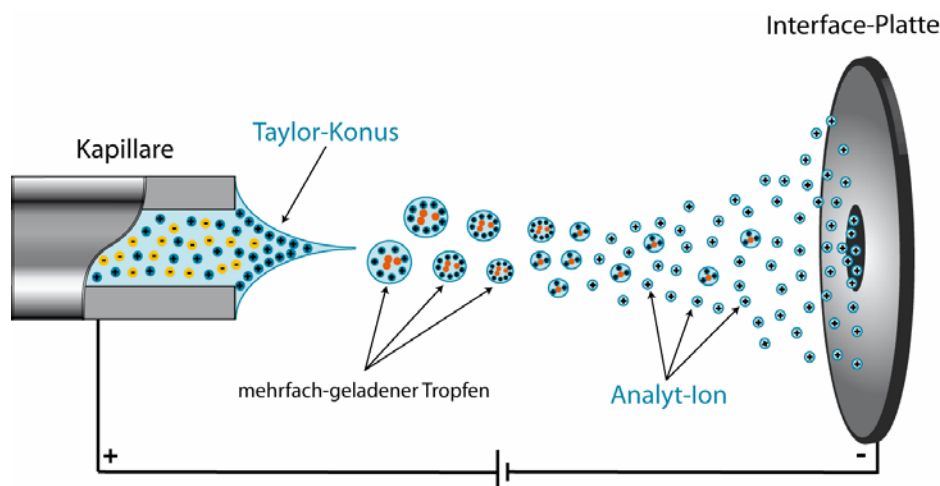 Interface-Platte
Taylor-Konus
Kapillare
mehrfach-geladener Tropfen
Analyt-Ion
+
-